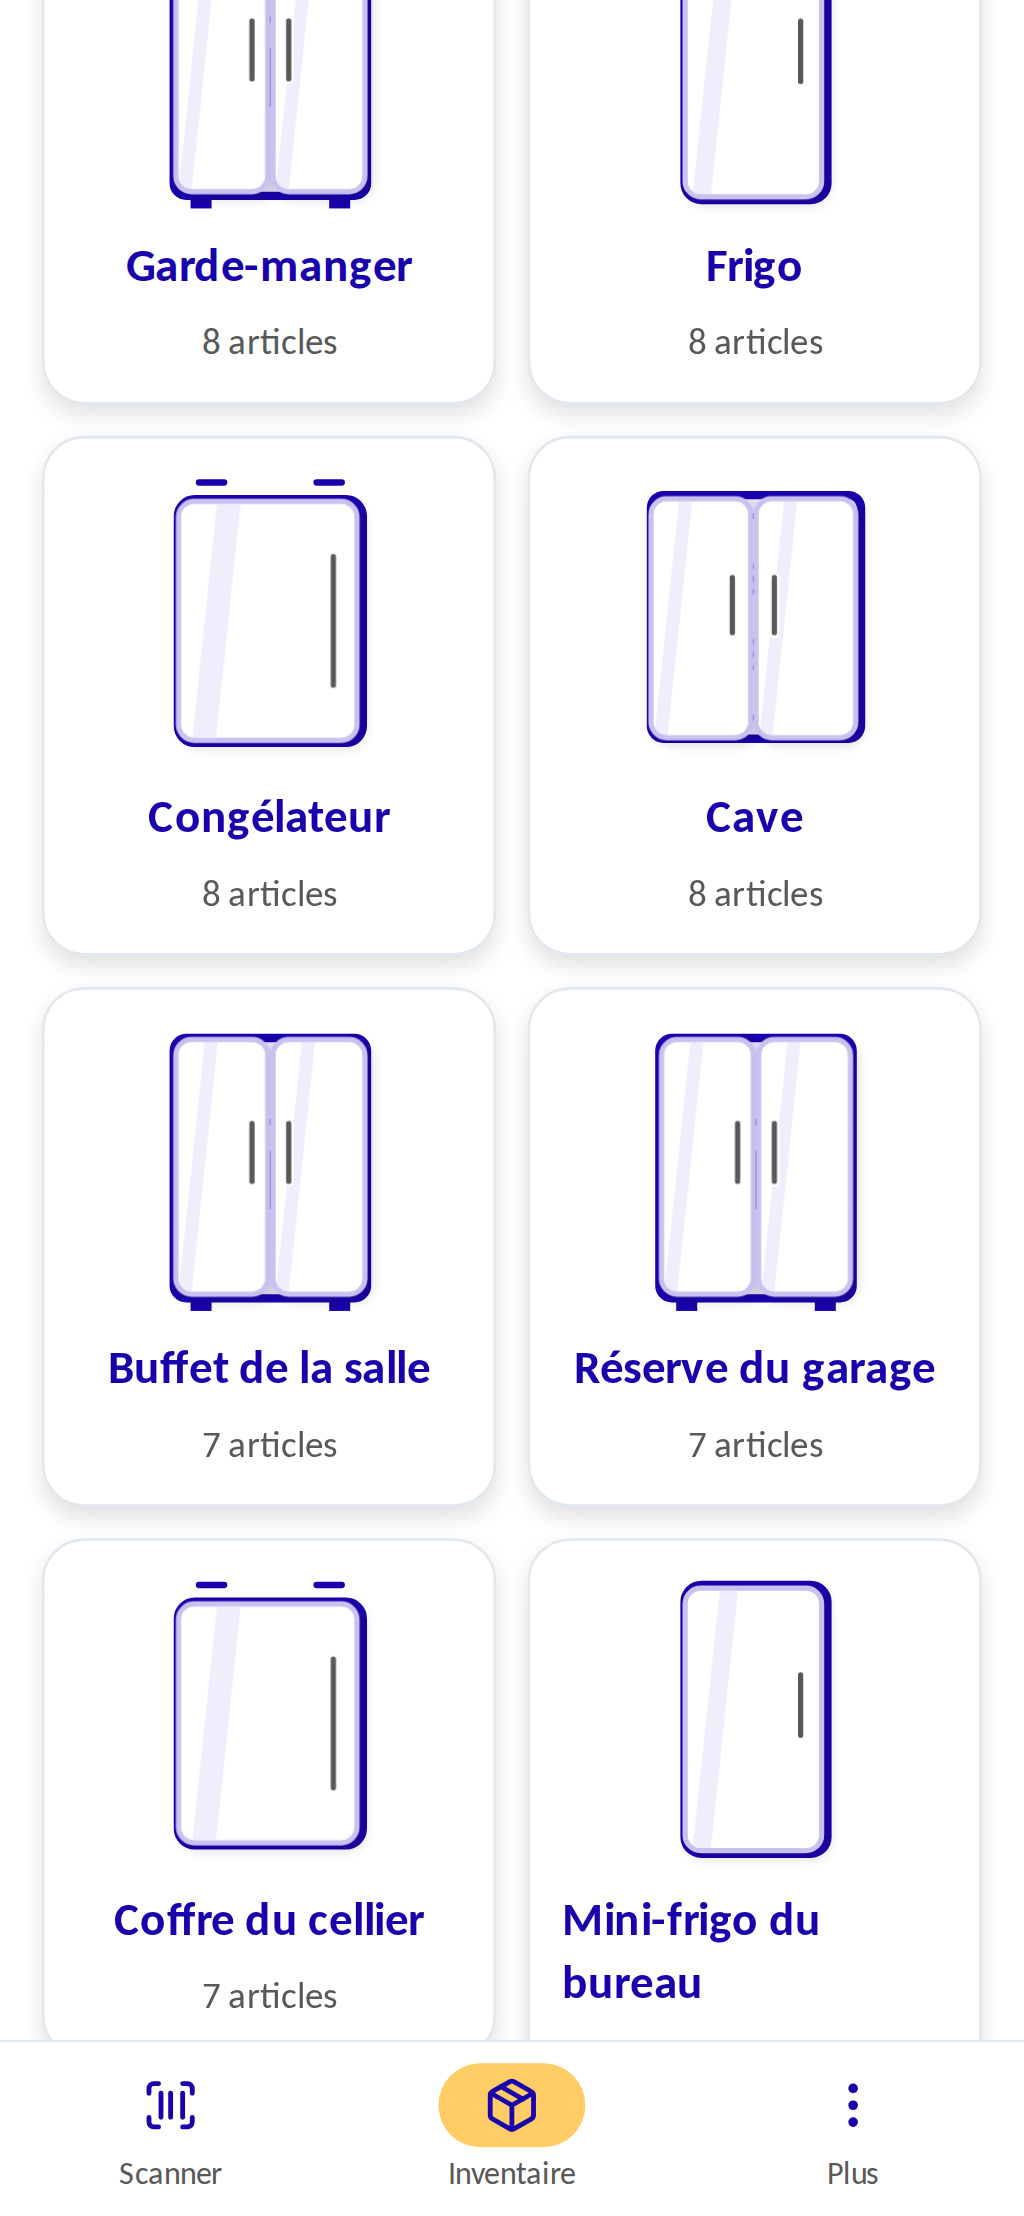 Garde-manger
8 articles
Frigo
8 articles
Congélateur
8 articles
Cave
8 articles
Buffet de la salle
7 articles
Réserve du garage
7 articles
Coffre du cellier
7 articles
Mini-frigo du
bureau
Scanner
Inventaire
Plus